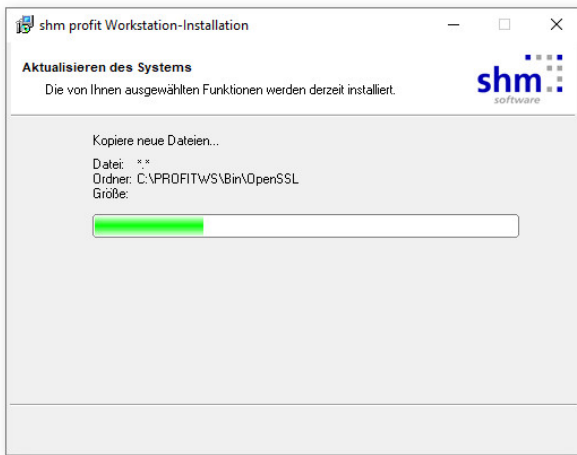 shm profit Workstation-Installation
Aktualisieren des Systems
Die von Ihnen ausgewählten Funktionen werden derzeit installiert.
shm
software
Kopiere neue Dateien...
Datei: *.*
Ordner: C:\PROFITWS\Bin\OpenSSL
Größe: